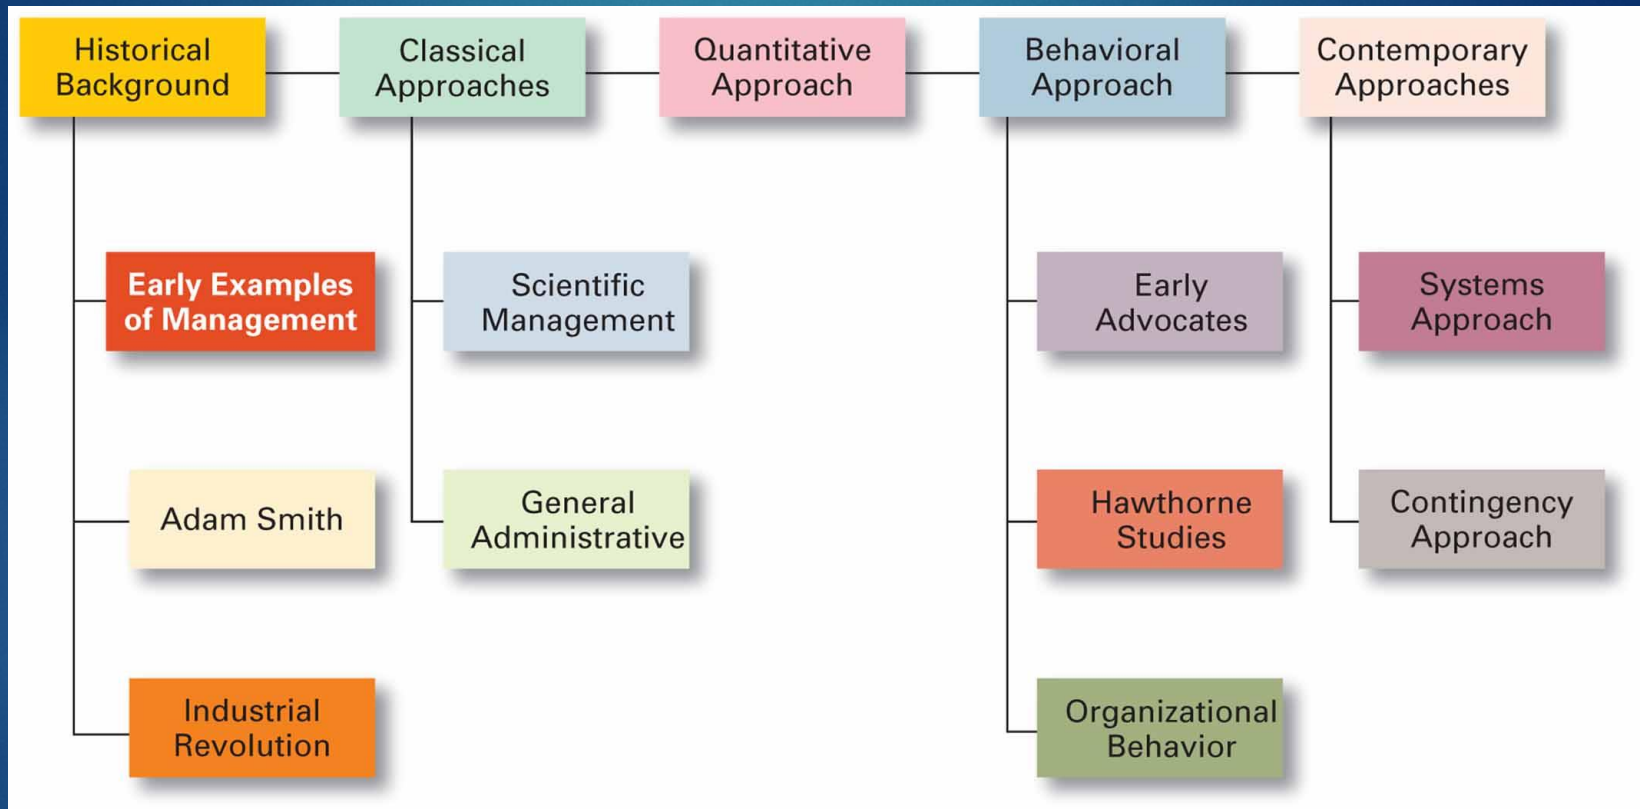 Historical
Background
Classical
Approaches
Quantitative
Approach
Behavioral
Approach
Contemporary
Approaches
Early Examples
of Management
Scientific
Management
Early
Advocates
Systems
Approach
Adam Smith
General
Administrative
Hawthorne
Studies
Contingency
Approach
Industrial
Revolution
Organizational
Behavior